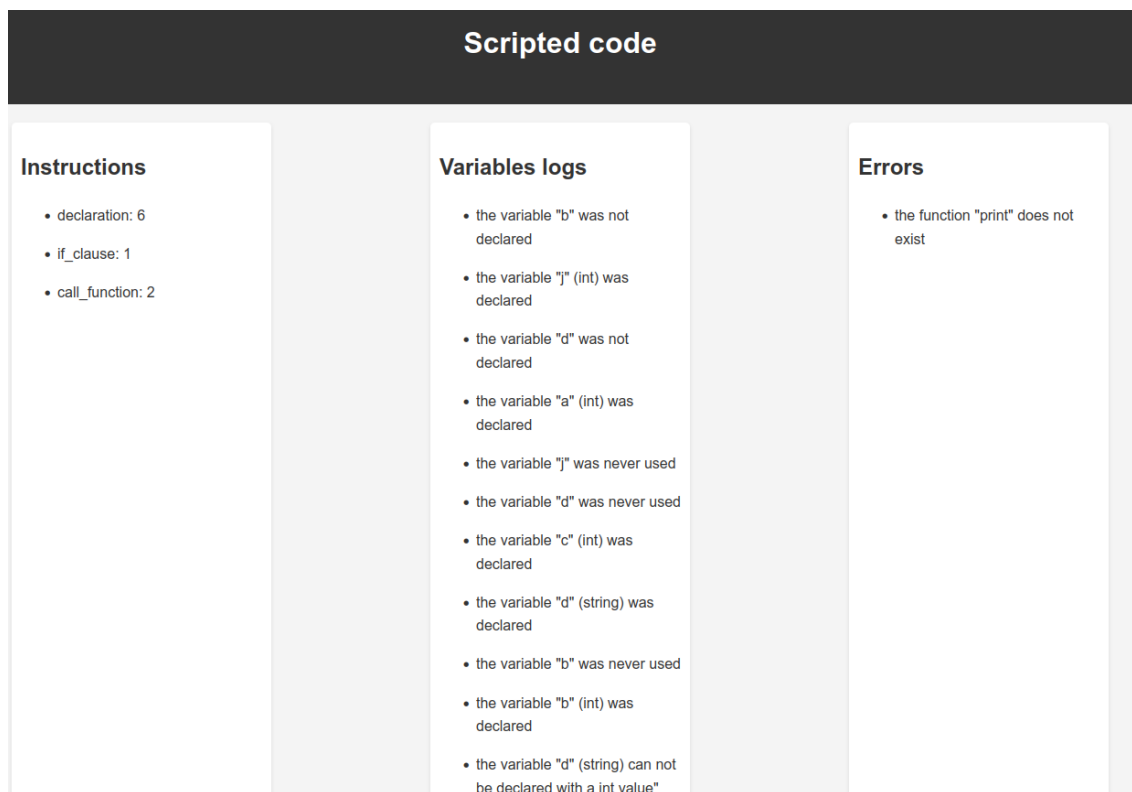 Scripted code
Instructions
• declaration: 6
• if_clause: 1
• call_function: 2
Variables logs
• the variable "b" was not
declared
• the variable "j" (int) was
declared
• the variable "d" was not
declared
• the variable "a" (int) was
declared
• the variable "j" was never used
• the variable "d" was never used
• the variable "c" (int) was
declared
• the variable "d" (string) was
declared
• the variable "b" was never used
• the variable "b" (int) was
declared
• the variable "d" (string) can not
be declared with a int value"
Errors
• the function "print" does not
exist